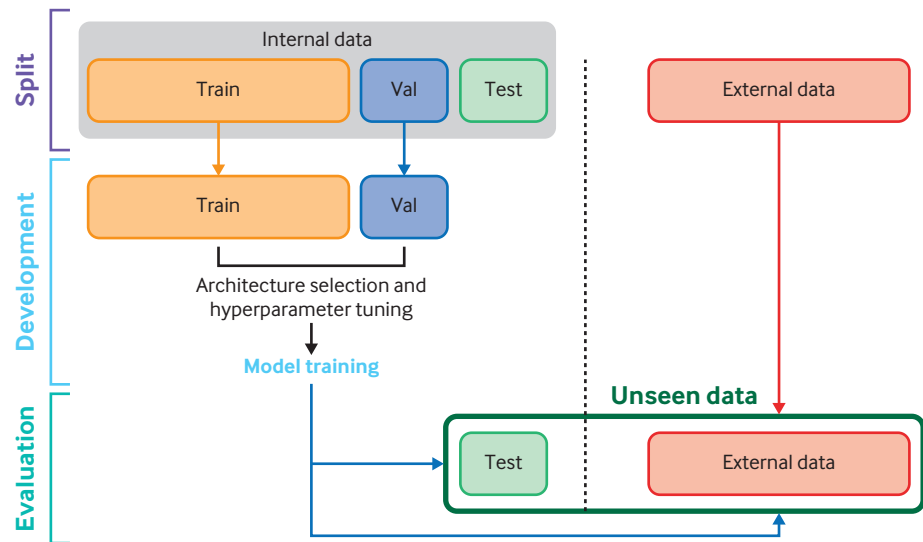 Split
Internal data
Train
Val
Test
External data
Development
Train
Val
Architecture selection and
hyperparameter tuning
Model training
Evaluation
Unseen data
Test
External data